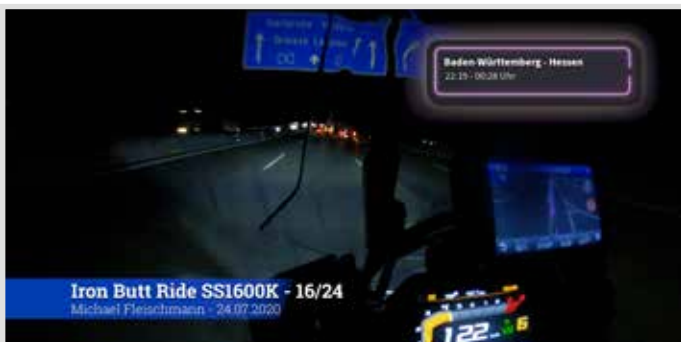 Baden-Württemberg - Hessen
22:19 - 00:28 Uhr
Iron Butt Ride SS1600K - 16/24
Michael Fleischmann - 24.07.2020
122
6